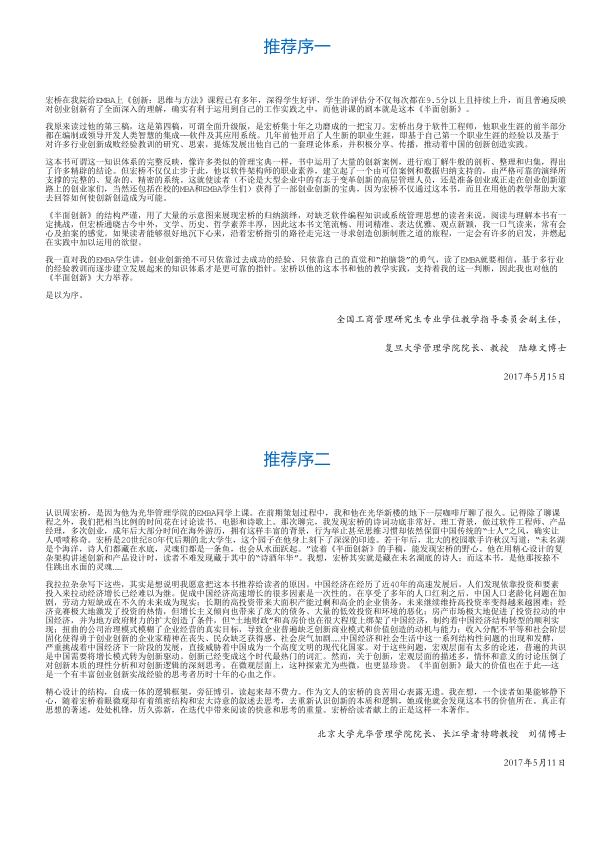 推荐序一
宏桥在我院给EMBA上《创新：思维与方法》课程已有多年，深得学生好评，学生的评估分不仅每次都在9.5分以上且持续上升，而且普遍反映
对创业创新有了全面深入的理解，确实有利于运用到自己的工作实践之中，而他讲课的剧本就是这本《半面创新》。
我原来读过他的第三稿，这是第四稿，可谓全面升级版，是宏桥集十年之功磨成的一把宝刀。宏桥出身于软件工程师，他职业生涯的前半部分
都在编制或领导开发人类智慧的集成——软件及其应用系统。几年前他开启了人生新的职业生涯，即基于自己第一个职业生涯的经验以及基于
对许多行业创新成败经验教训的研究、思索，提炼发展出他自己的一套理论体系，并积极分享、传播，推动着中国的创新创造实践。
这本书可谓这一知识体系的完整反映，像许多类似的管理宝典一样，书中运用了大量的创新案例，进行庖丁解牛般的剖析、整理和归集，得出
了许多精辟的结论。但宏桥不仅仅止步于此，他以软件架构师的职业素养，建立起了一个由可信案例和数据归纳支持的，由严格可靠的演绎所
支撑的完整的、复杂的、精密的系统。这就使读者（不论是大型企业中的有志于变革创新的高层管理人员，还是准备创业或正走在创业创新道
路上的创业家们，当然还包括在校的MBA和EMBA学生们）获得了一部创业创新的宝典，因为宏桥不仅通过这本书，而且在用他的教学帮助大家
去回答如何使创新创造成为可能。
《半面创新》的结构严谨，用了大量的示意图来展现宏桥的归纳演绎，对缺乏软件编程知识或系统管理思想的读者来说，阅读与理解本书有一
定挑战，但宏桥通晓古今中外、文学、历史、哲学素养丰厚，因此这本书文笔流畅、用词精准、表达优雅、观点新颖，我一口气读来，常有会
心及拍案的感觉。如果读者能够很好地沉下心来，沿着宏桥指引的路径走完这一寻求创造创新制胜之道的旅程，一定会有许多的启发，并燃起
在实践中加以运用的欲望。
我一直对我的EMBA学生讲，创业创新绝不可只依靠过去成功的经验、只依靠自己的直觉和“拍脑袋”的勇气，读了EMBA就要相信，基于多行业
的经验教训而逐步建立发展起来的知识体系才是更可靠的指针。宏桥以他的这本书和他的教学实践，支持着我的这一判断，因此我也对他的
《半面创新》大力举荐。
是以为序。
全国工商管理研究生专业学位教学指导委员会副主任，
复旦大学管理学院院长、教授 陆雄文博士
2017年5月15日
推荐序二
认识周宏桥，是因为他为光华管理学院的EMBA同学上课。在前期策划过程中，我和他在光华新楼的地下一层咖啡厅聊了很久。记得除了聊课
程之外，我们把相当比例的时间花在讨论读书、电影和诗歌上。那次聊完，我发现宏桥的诗词功底非常好。理工背景，做过软件工程师、产品
经理，多次创业，成年后大部分时间在海外游历，拥有这样丰富的背景，行为举止甚至思维习惯却依然保留中国传统的“士人”之风，确实让
人啧啧称奇。宏桥是20世纪80年代后期的北大学生，这个园子在他身上刻下了深深的印迹。若干年后，北大的校园歌手许秋汉写道：“未名湖
是个海洋，诗人们都藏在水底，灵魂们都是一条鱼，也会从水面跃起。”读着《半面创新》的手稿，能发现宏桥的野心，他在用精心设计的复
杂架构讲述创新和产品设计时，读者不难发现藏于其中的“诗酒年华”。我想，宏桥其实就是藏在未名湖底的诗人；而这本书，是他那按捺不
住跳出水面的灵魂……
我拉拉杂杂写下这些，其实是想说明我愿意把这本书推荐给读者的原因。中国经济在经历了近40年的高速发展后，人们发现依靠投资和要素
投入来拉动经济增长已经难以为继。促成中国经济高速增长的很多因素是一次性的。在享受了多年的人口红利之后，中国人口老龄化问题在加
剧，劳动力短缺或在不久的未来成为现实；长期的高投资带来大面积产能过剩和高企的企业债务，未来继续维持高投资率变得越来越困难；经
济竞赛极大地激发了经济的热情，但增长主义倾向也带来了庞大的债务、大量的低效投资和环境的恶化；房产市场极大地促进了投资拉动的中
国经济，并为地方政府财力的扩大创造了条件，但“土地财政”和高房价也在很大程度上绑架了中国经济，制约着中国经济结构转型的顺利实
现；扭曲的公司治理模式模糊了企业经营的真实目标，导致企业普遍缺乏创新商业模式和价值创造的动机与能力；收入分配不平等和社会阶层
固化使得勇于创业和创新的企业家精神在丧失、民众缺乏获得感、社会戾气加剧……中国经济和社会生活中这一系列结构性问题的出现和发酵，
严重挑战着中国经济下一阶段的发展，直接威胁着中国成为一个高度文明的现代化国家。对于这些问题，宏观层面有太多的论述，普遍的共识
是中国需要将增长模式转为创新驱动。创新已经变成这个时代最热门的词汇。然而，关于创新，宏观层面的描述多，情怀和意义的讨论压倒了
对创新本质的理性分析和对创新逻辑的深刻思考。在微观层面上，这种探索尤为些微，也更显珍贵。《半面创新》最大的价值也在于此——这
是一个有丰富创业创新实战经验的思考者历时十年的心血之作。
精心设计的结构，自成一体的逻辑框架，旁征博引，读起来却不费力。作为文人的宏桥的良苦用心表露无遗。我在想，一个读者如果能够静下
心，随着宏桥着眼微观却有着缜密结构和宏大诗意的叙述去思考，去重新认识创新的本质和逻辑，她或他就会发现这本书的价值所在。真正有
思想的著述，处处机锋，历久弥新，在迭代中带来阅读的快意和思考的重量。宏桥给读者献上的正是这样一本著作。
北京大学光华管理学院院长、长江学者特聘教授 刘俏博士
2017年5月11日